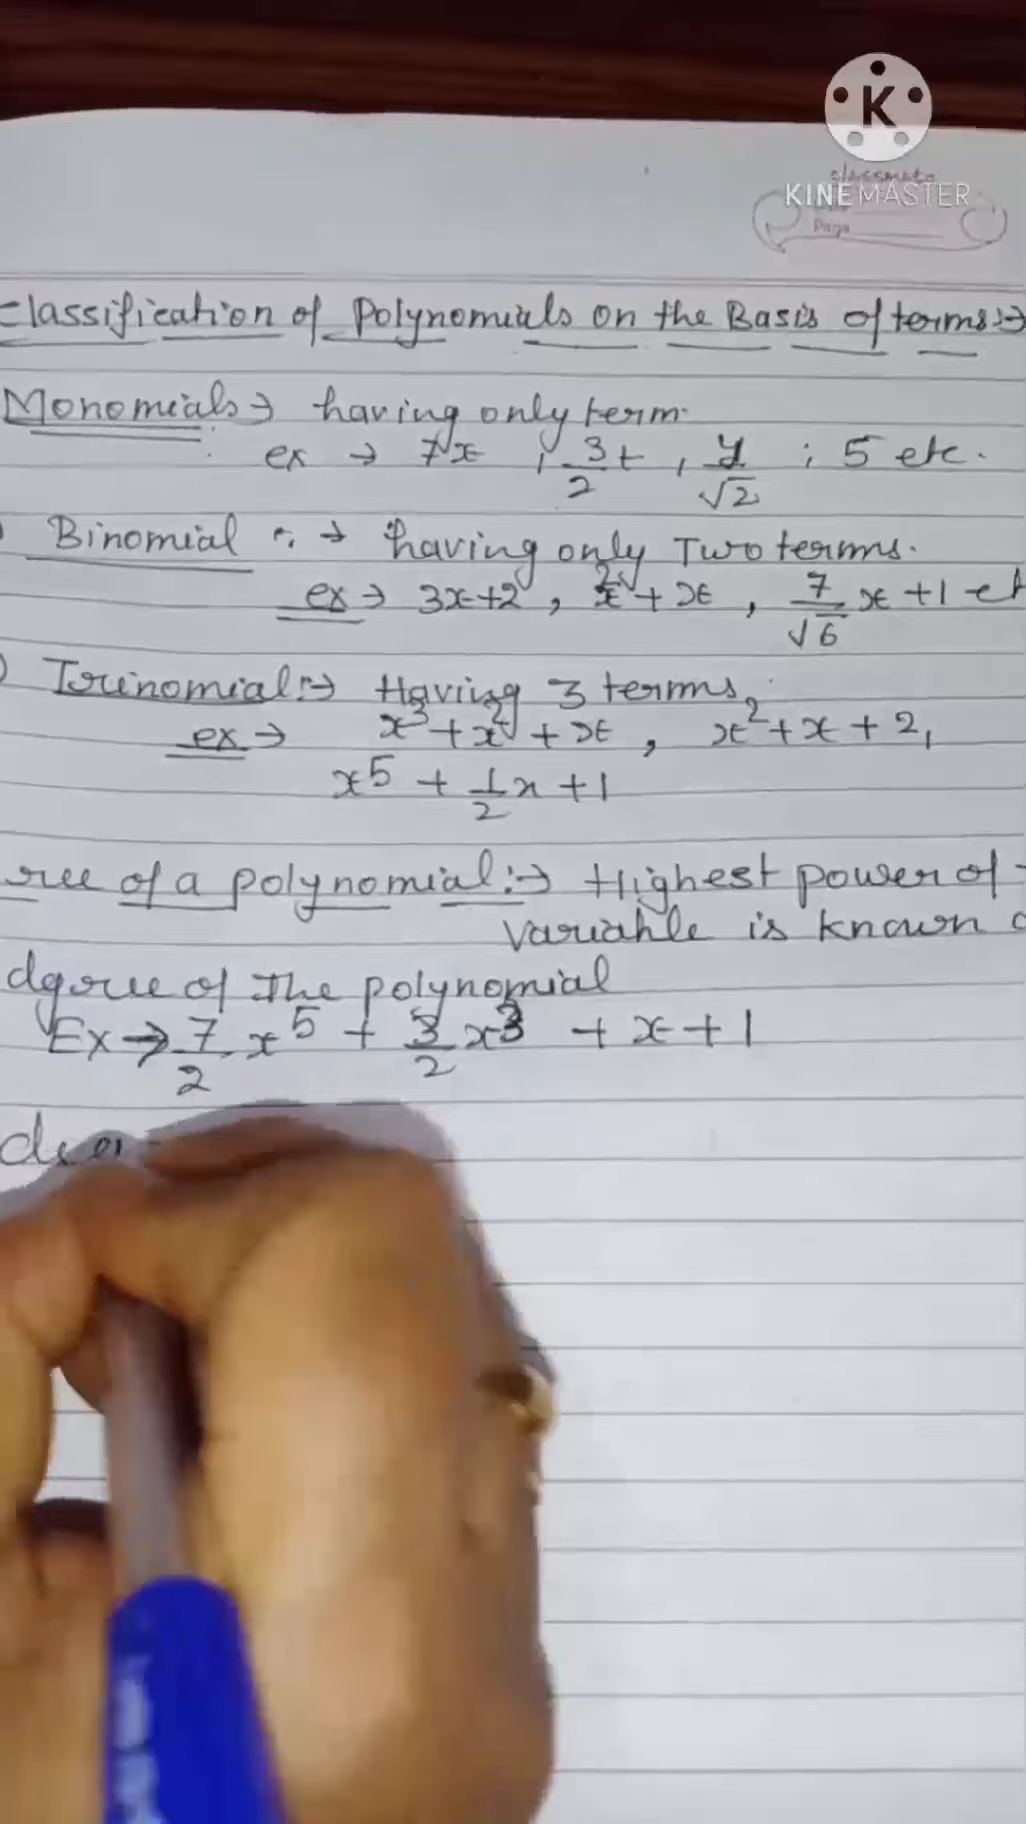 K
classmate
KINEMASTER
Page
classification of Polynomials on the Basis of terms:→
Monomials→ having only term.
ex → 7x , 3/2 t , y/√2 ; 5 etc.
Binomial :→ having only Two terms.
ex→ 3x+2 , x² + x , 7/√6 x + 1 et
Trinomial:→ Having 3 terms.
ex→ x³ + x² + x , x² + x + 2,
x⁵ + 1/2 x + 1
ree of a polynomial:→ Highest power of
variable is known
dgree of The polynomial
Ex→ 7/2 x⁵ + 3/2 x³ + x + 1